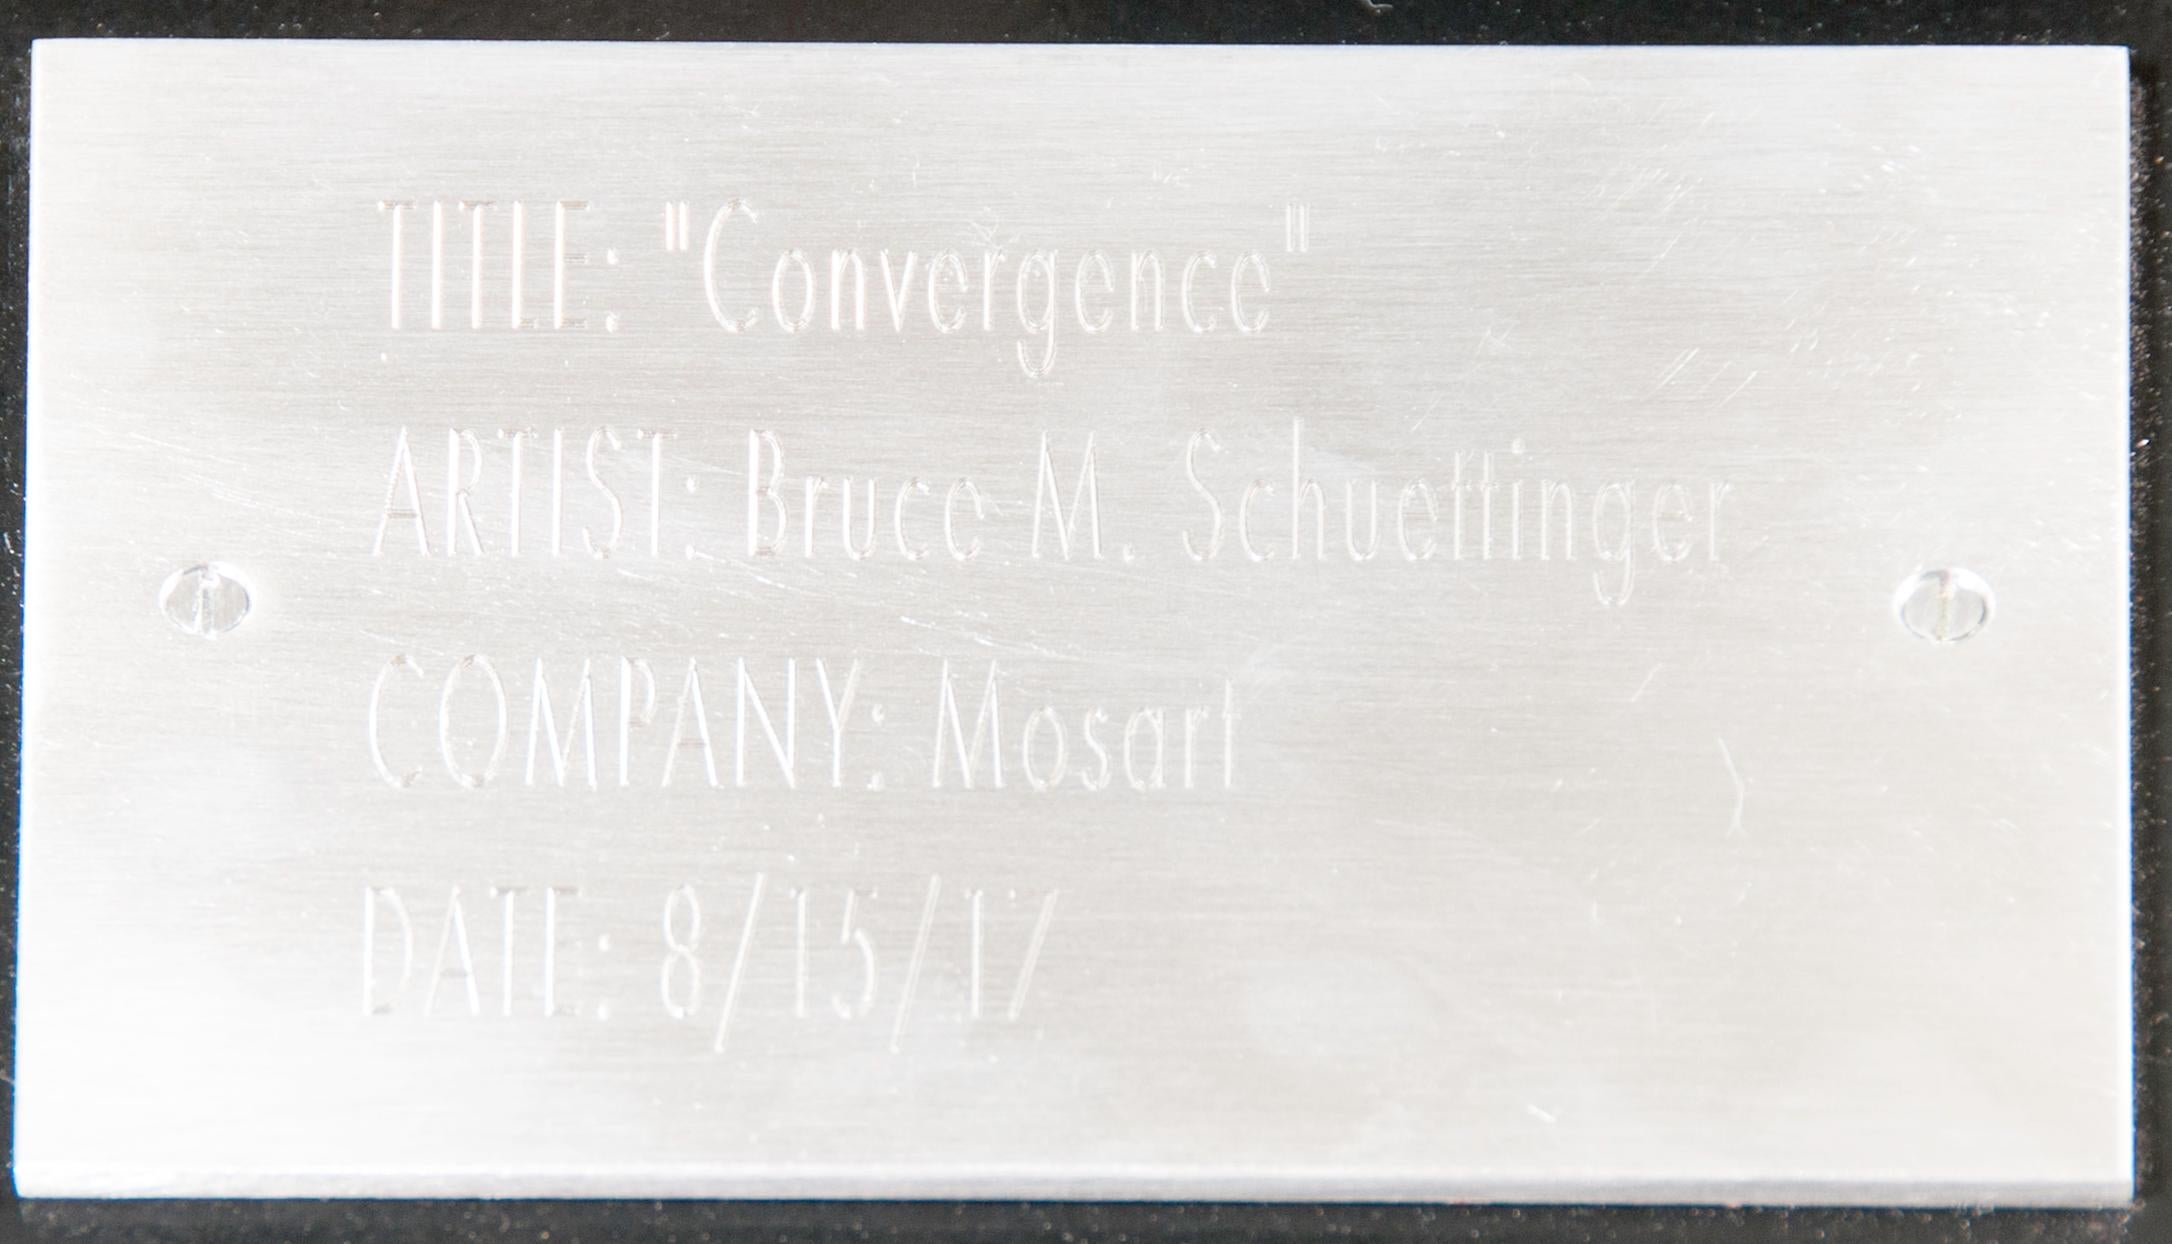 TITLE: "Convergence"
ARTIST: Bruce M. Schuettinger
COMPANY: Mosart
DATE: 8/15/17